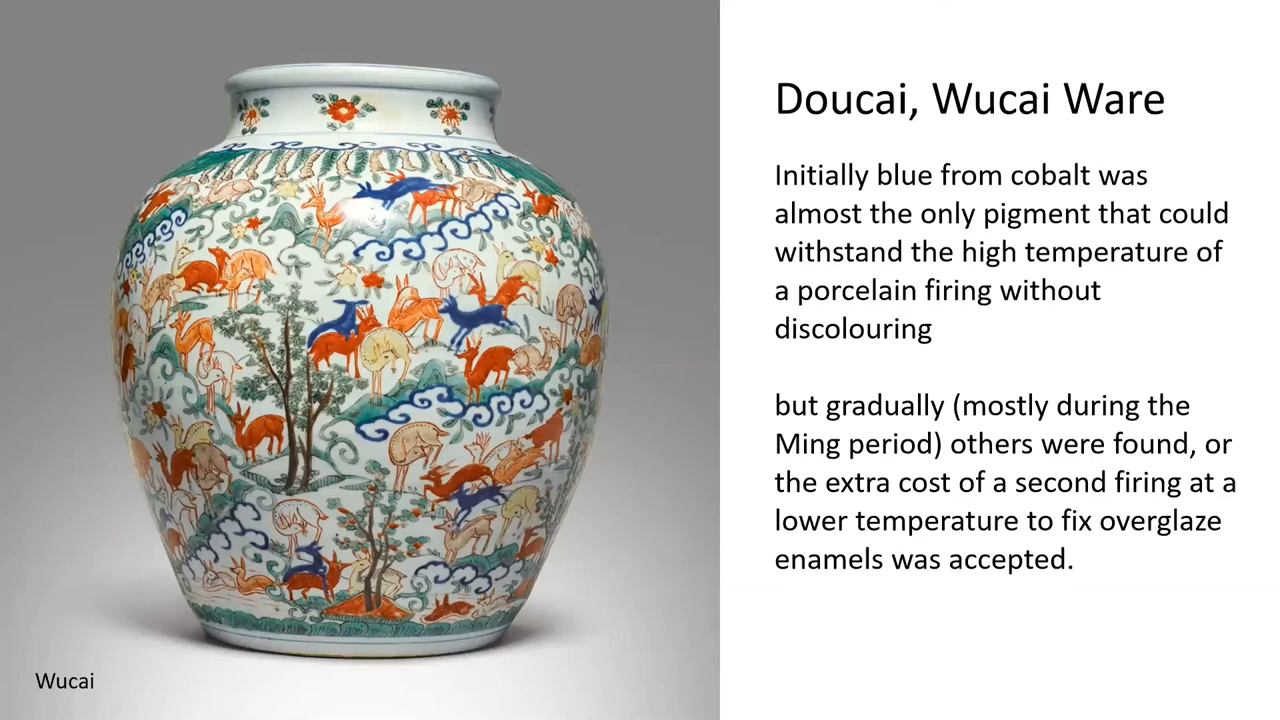 Doucai, Wucai Ware
Initially blue from cobalt was
almost the only pigment that could
withstand the high temperature of
a porcelain firing without
discolouring
but gradually (mostly during the
Ming period) others were found, or
the extra cost of a second firing at a
lower temperature to fix overglaze
enamels was accepted.
Wucai